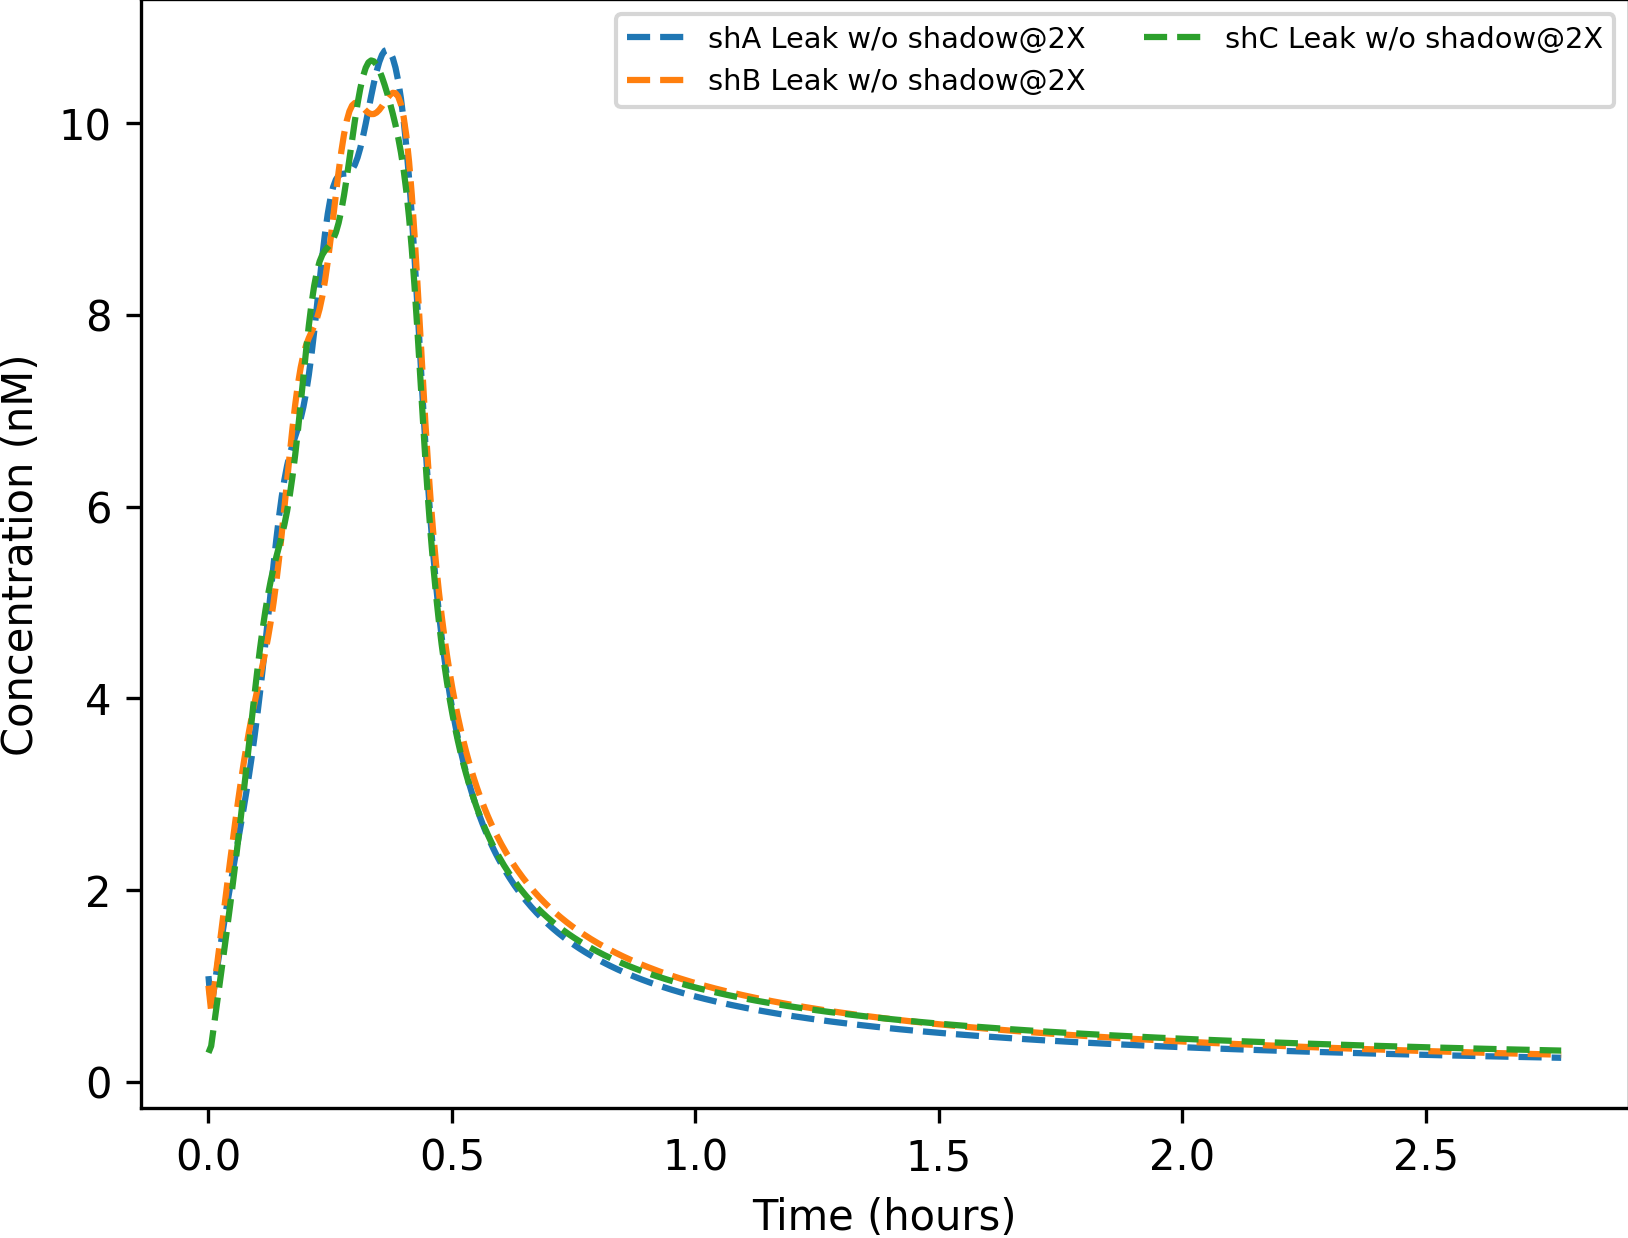 shA Leak w/o shadow@2X
shB Leak w/o shadow@2X
shC Leak w/o shadow@2X
Concentration (nM)
10
8
6
4
2
0
0.0 0.5 1.0 1.5 2.0 2.5
Time (hours)